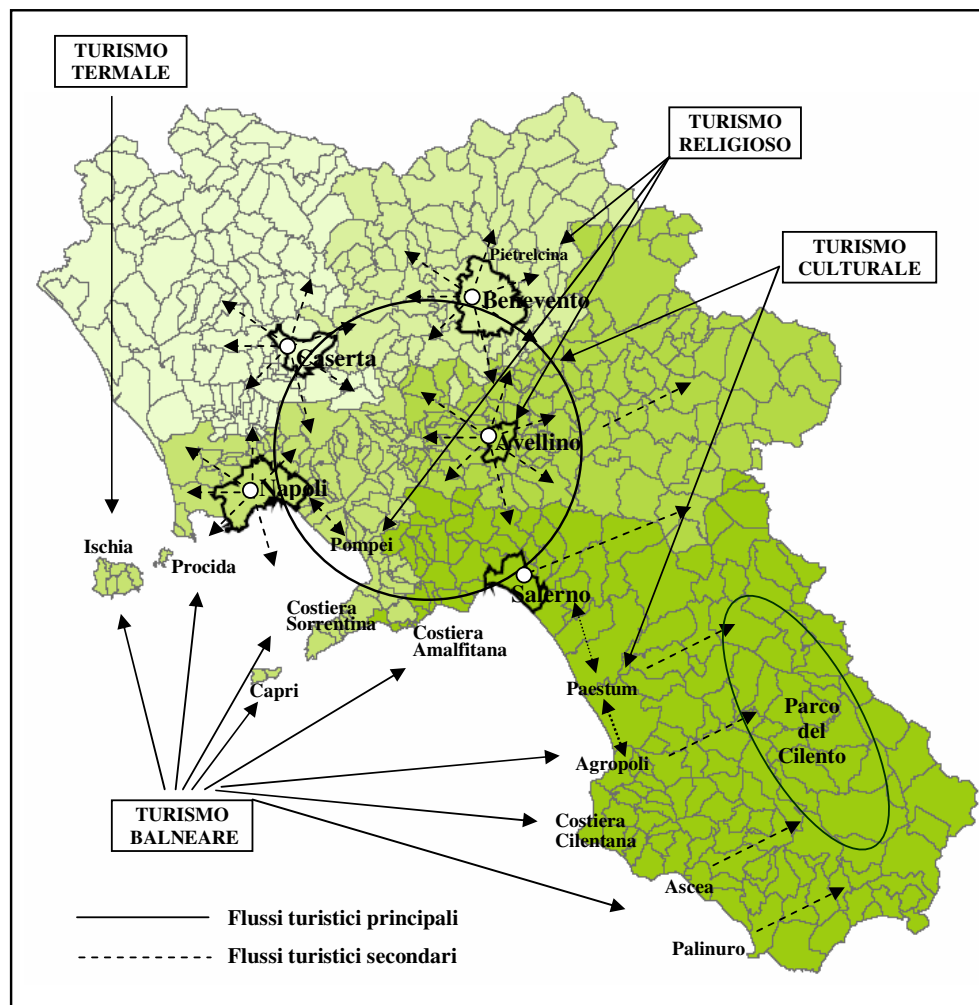 TURISMO
TERMALE
TURISMO
RELIGIOSO
TURISMO
CULTURALE
Pietrelcina
Benevento
Caserta
Avellino
Napoli
Pompei
Ischia
Procida
Salerno
Costiera
Sorrentina
Costiera
Amalfitana
Capri
Paestum
Parco
del
Cilento
Agropoli
TURISMO
BALNEARE
Costiera
Cilentana
Ascea
Palinuro
Flussi turistici principali
Flussi turistici secondari